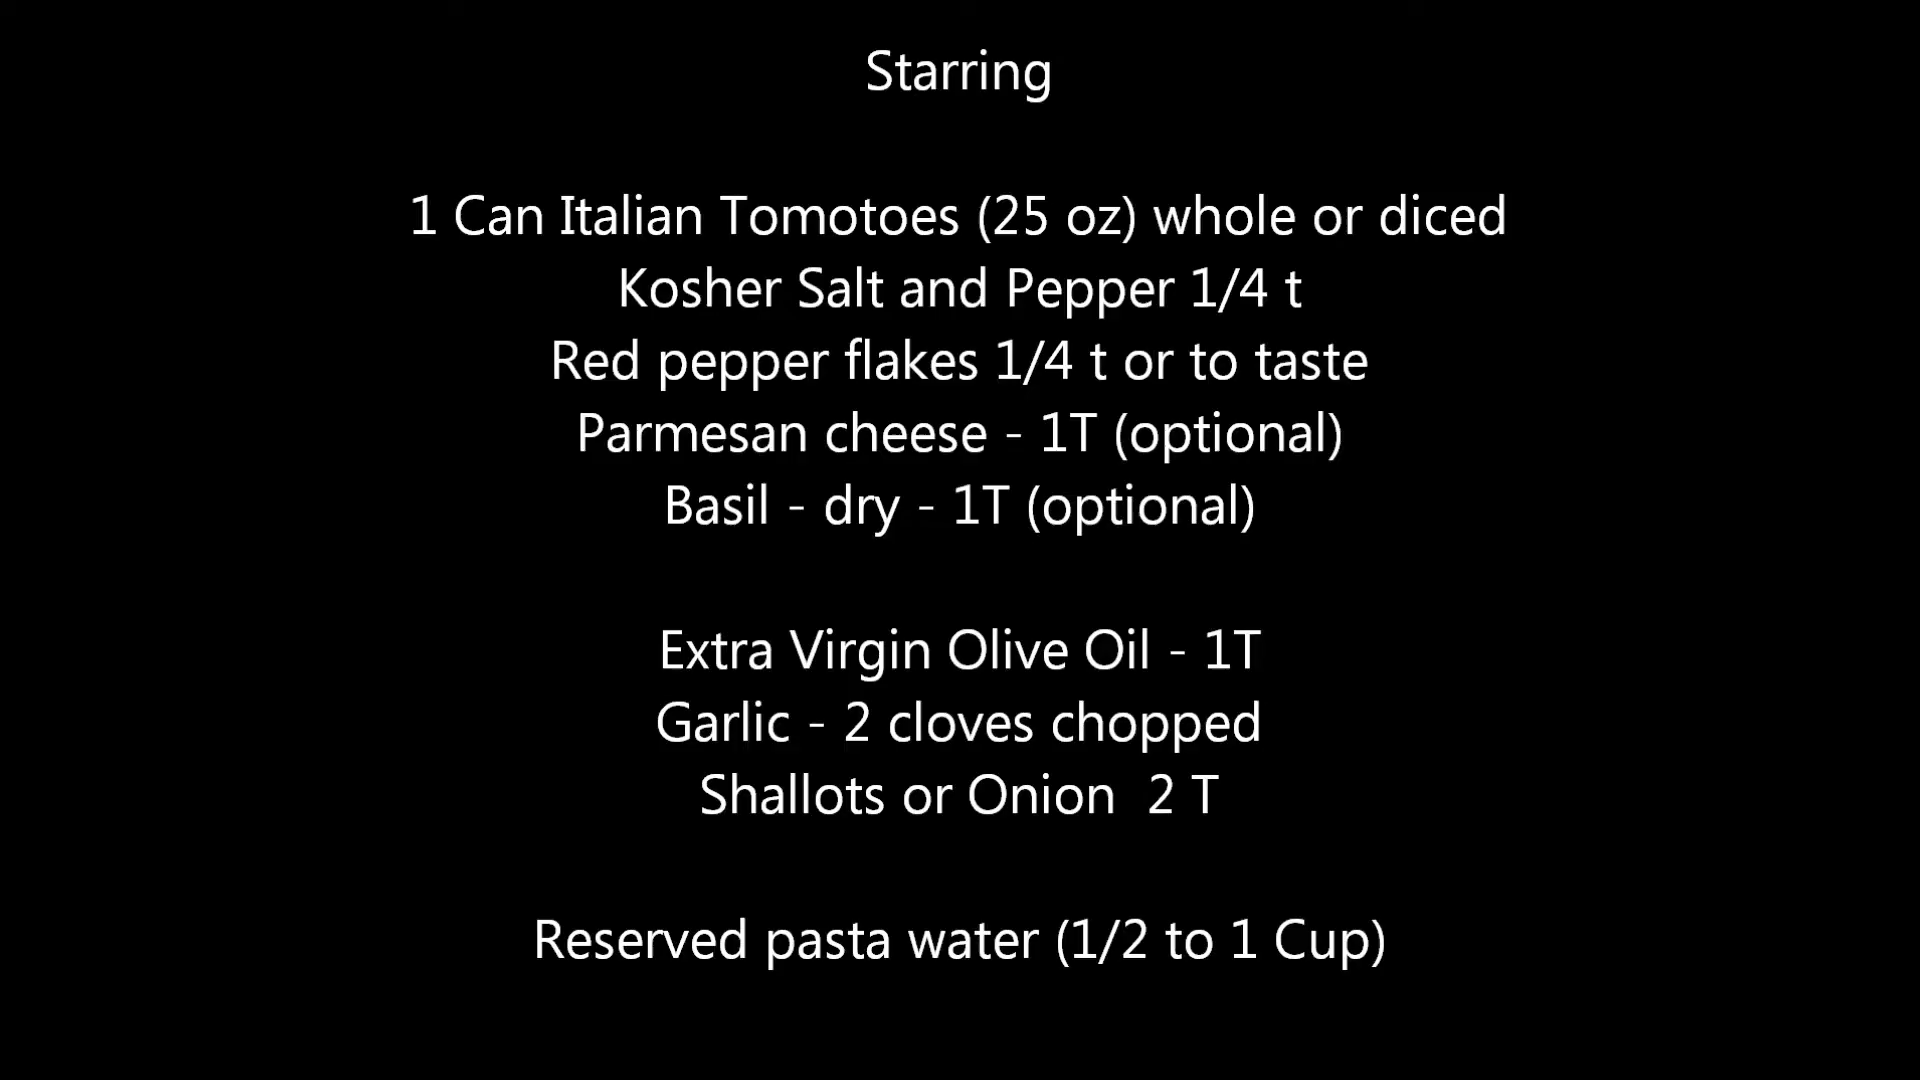 Starring
1 Can Italian Tomotoes (25 oz) whole or diced
Kosher Salt and Pepper 1/4 t
Red pepper flakes 1/4 t or to taste
Parmesan cheese - 1T (optional)
Basil - dry - 1T (optional)
Extra Virgin Olive Oil - 1T
Garlic - 2 cloves chopped
Shallots or Onion  2 T
Reserved pasta water (1/2 to 1 Cup)